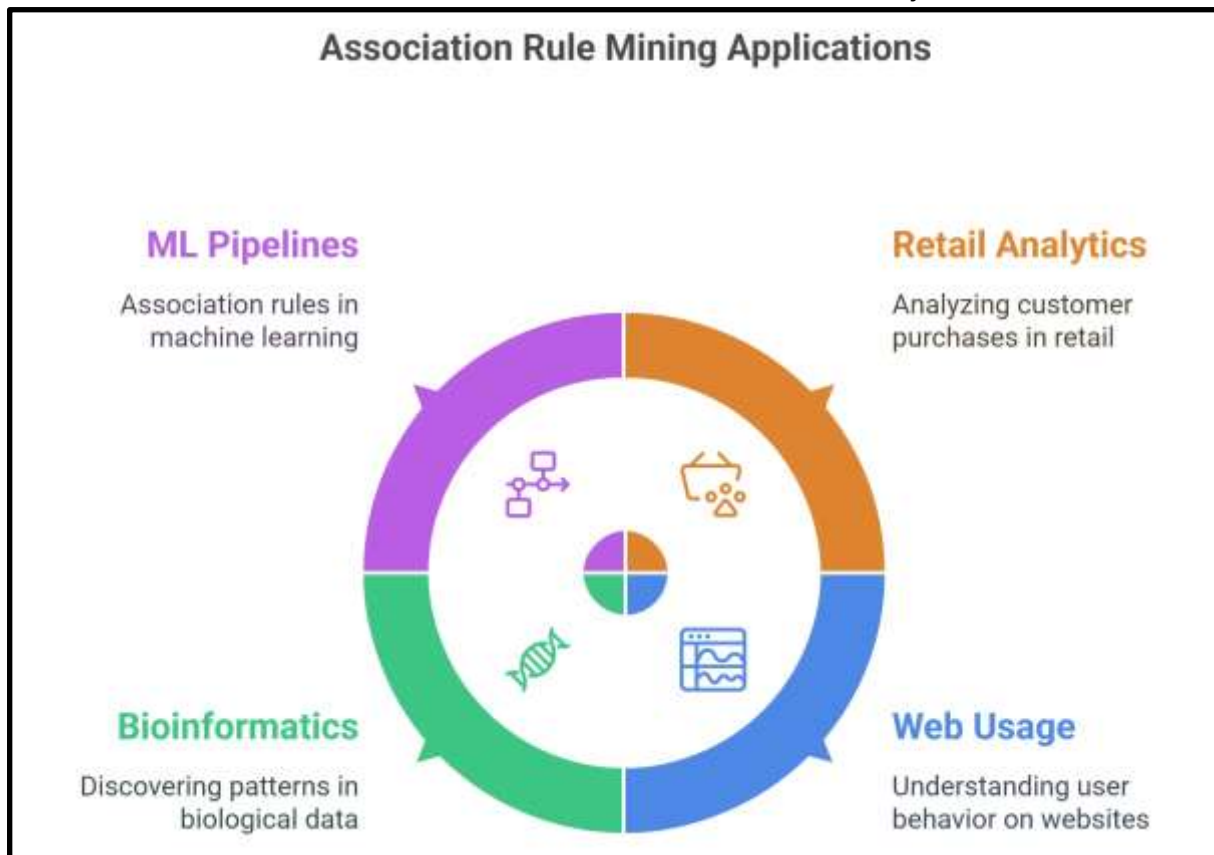 Association Rule Mining Applications
ML Pipelines
Association rules in
machine learning
Retail Analytics
Analyzing customer
purchases in retail
Bioinformatics
Discovering patterns in
biological data
Web Usage
Understanding user
behavior on websites